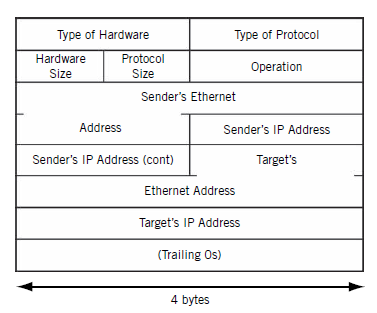 Type of Hardware
Type of Protocol
Hardware
Size
Protocol
Size
Operation
Sender's Ethernet
Address
Sender's IP Address
Sender's IP Address (cont)
Target's
Ethernet Address
Target's IP Address
(Trailing Os)
4 bytes